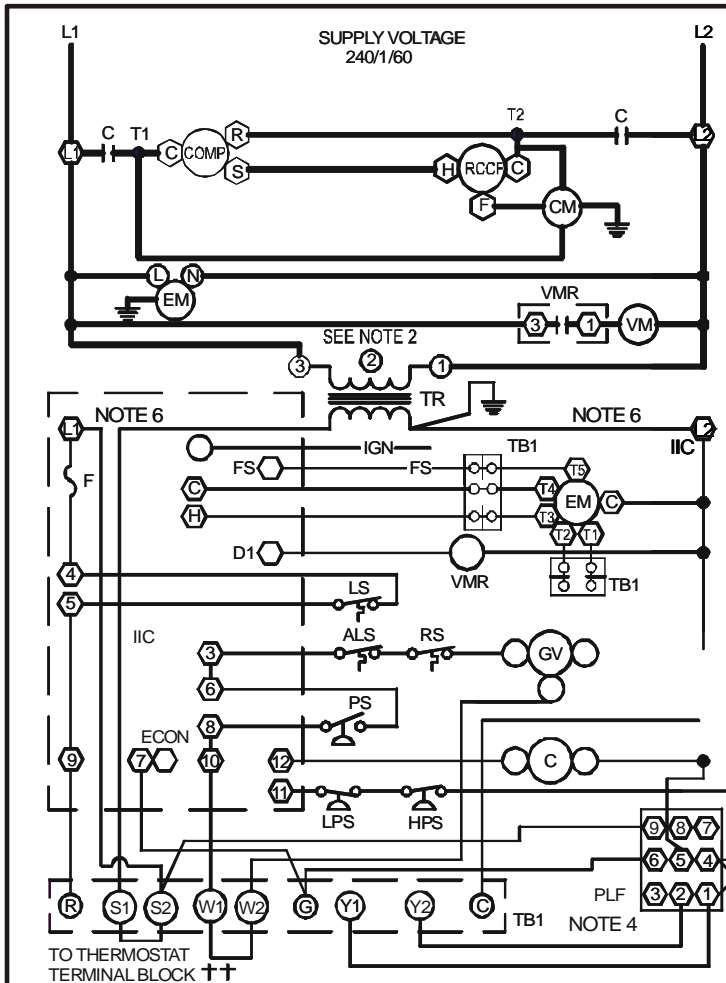 L1 SUPPLY VOLTAGE L2
240/1/60
C T1 R T2 C
L1 C COMP H RCCF C L2
S F CM
L N
EM VMR
3 1 VM
SEE NOTE 2
3 2 1
TR
NOTE 6 NOTE 6
L1 L2
IGN TB1 IIC
F FS FS T5
C T4 EM C
H T3
T2 T1
D1 VMR TB1
4 LS
5
IIC ALS RS
3 GV
6 PS
8
ECON
9 7 10 12 C
11
LPS HPS
9 8 7
6 5 4
PLF 3 2 1
R S1 S2 W1 W2 G Y1 Y2 C TB1 NOTE 4
TO THERMOSTAT
TERMINAL BLOCK ††